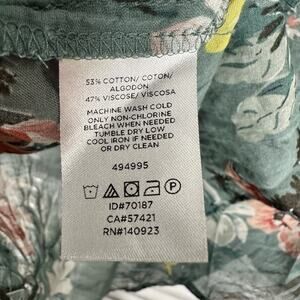 53% COTTON/ COTON/
ALGODON
47% VISCOSE/ VISCOSA
MACHINE WASH COLD
ONLY NON-CHLORINE
BLEACH WHEN NEEDED
TUMBLE DRY LOW
COOL IRON IF NEEDED
OR DRY CLEAN
494995
P
ID#70187
CA#57421
RN#140923